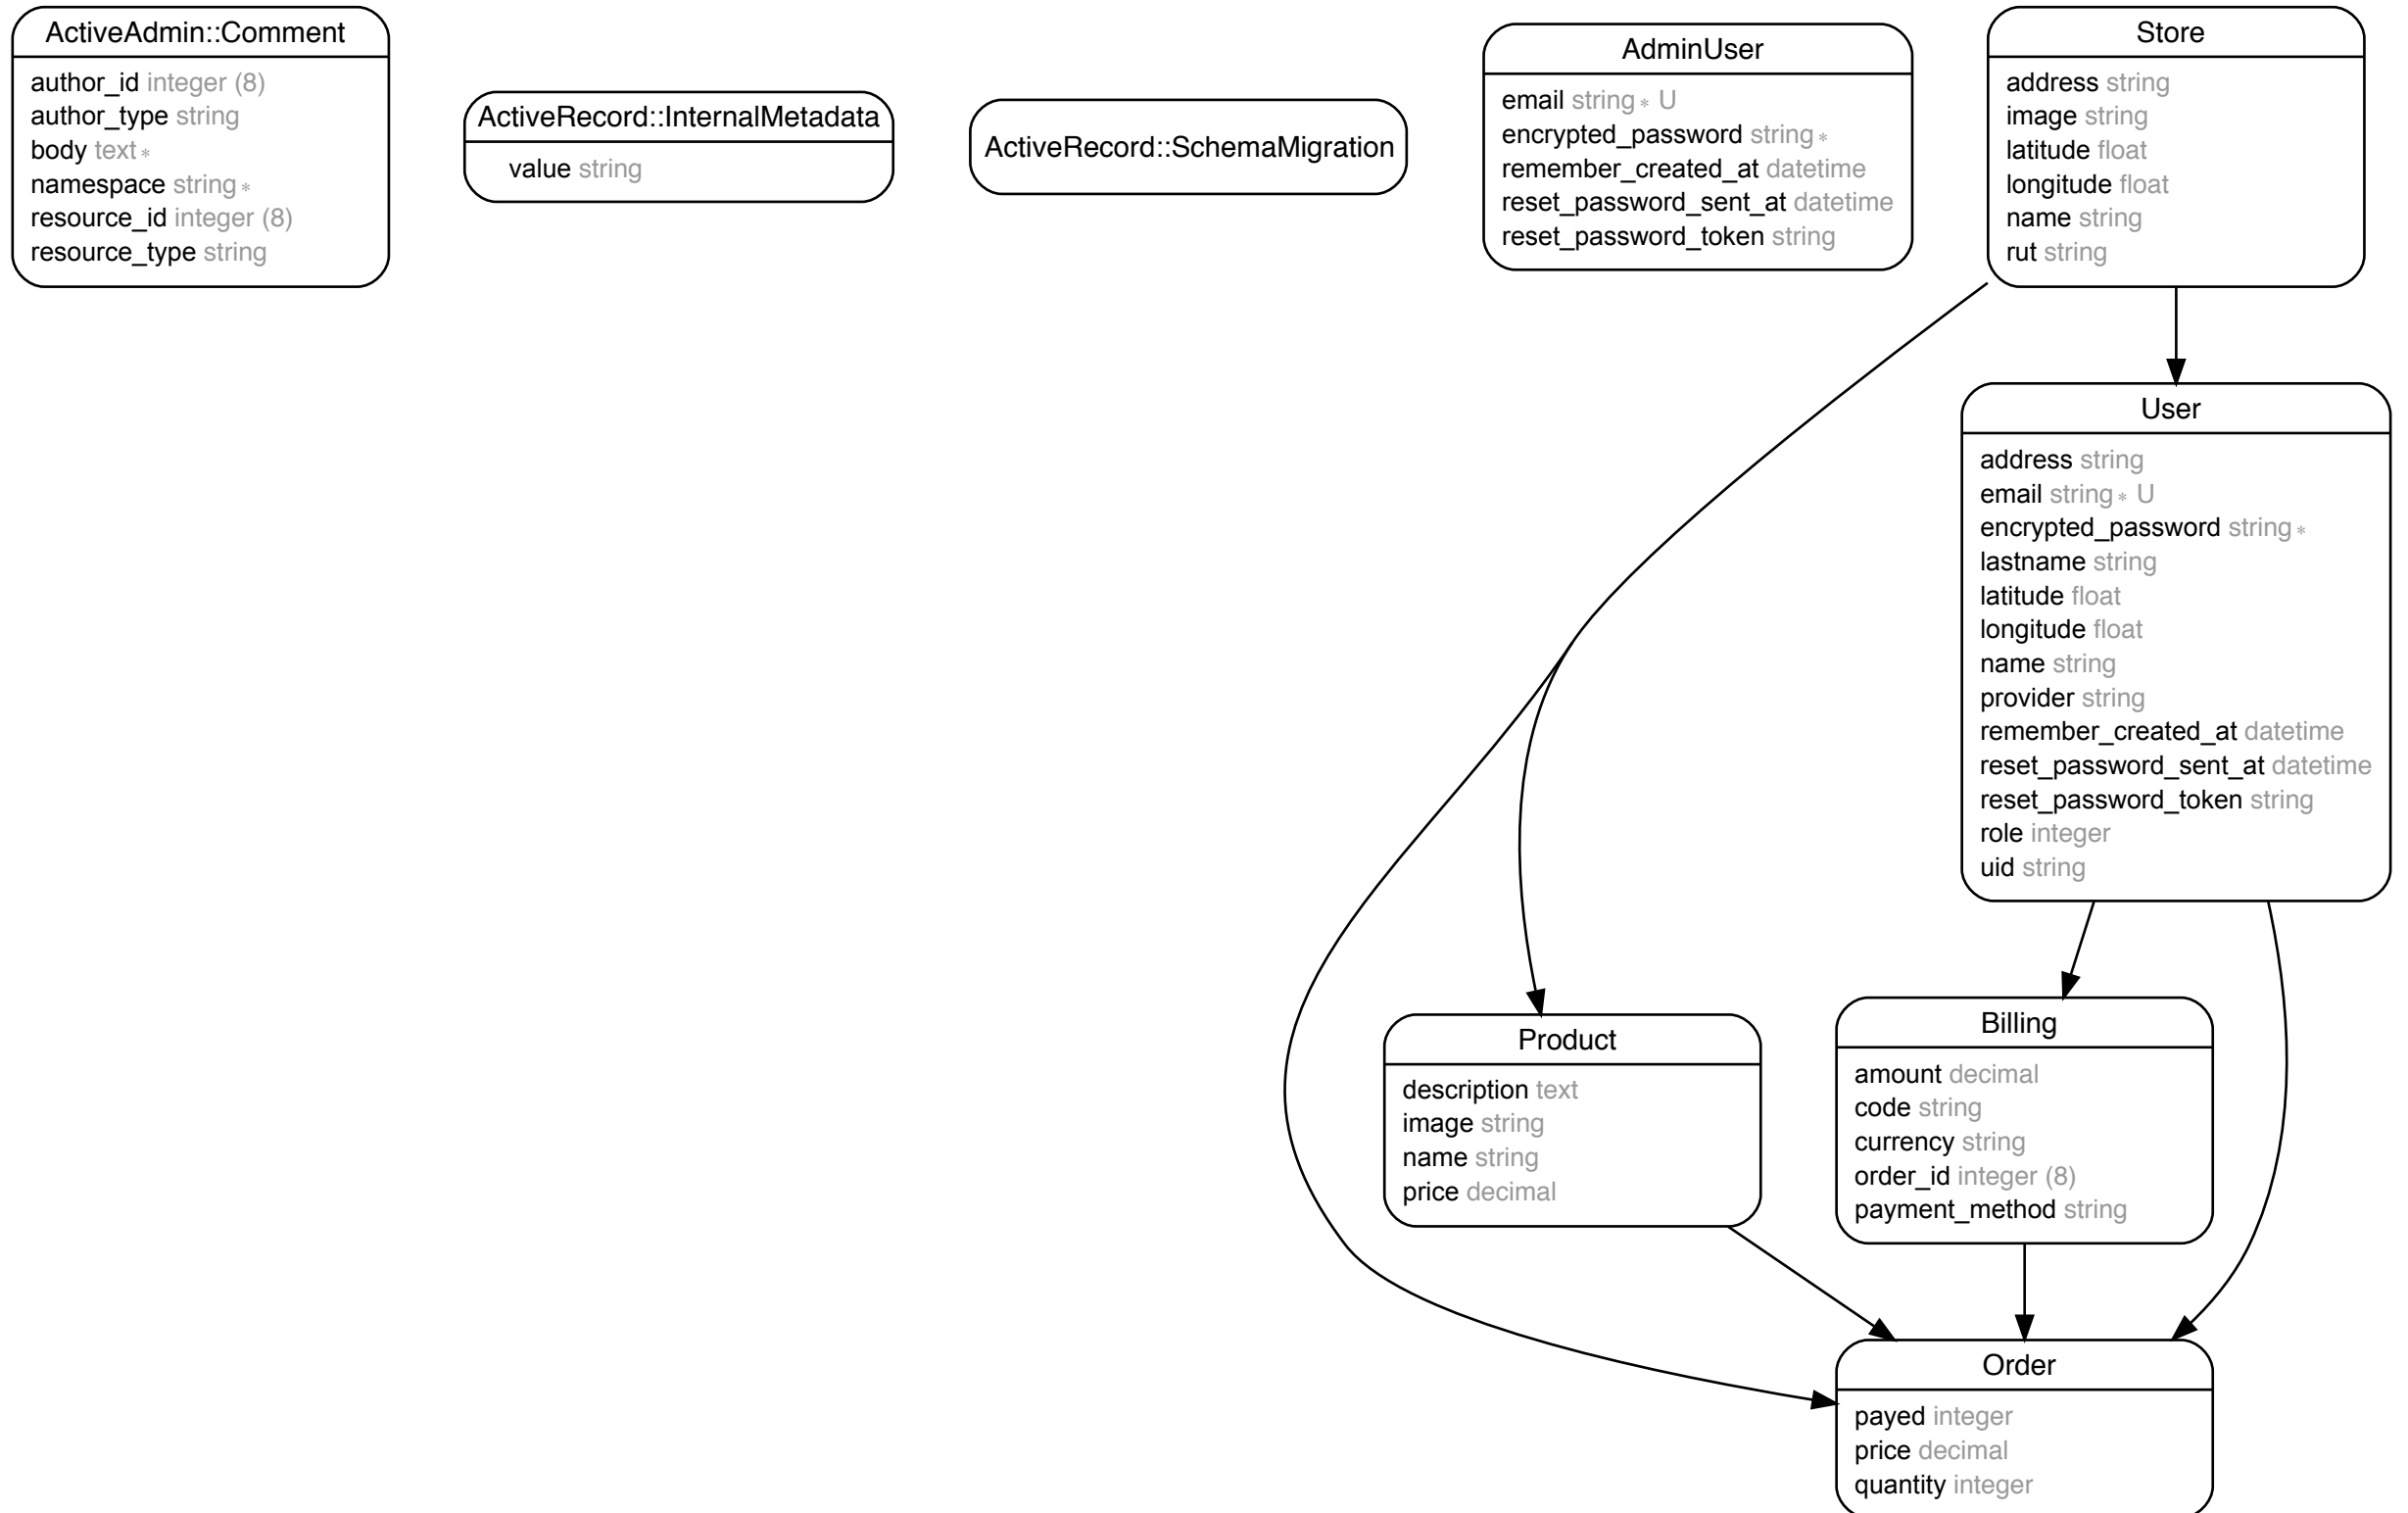 ActiveAdmin::Comment
author_id integer (8)
author_type string
body text ∗
namespace string ∗
resource_id integer (8)
resource_type string
ActiveRecord::InternalMetadata
value string
ActiveRecord::SchemaMigration
AdminUser
email string ∗ U
encrypted_password string ∗
remember_created_at datetime
reset_password_sent_at datetime
reset_password_token string
Store
address string
image string
latitude float
longitude float
name string
rut string
User
address string
email string ∗ U
encrypted_password string ∗
lastname string
latitude float
longitude float
name string
provider string
remember_created_at datetime
reset_password_sent_at datetime
reset_password_token string
role integer
uid string
Product
description text
image string
name string
price decimal
Billing
amount decimal
code string
currency string
order_id integer (8)
payment_method string
Order
payed integer
price decimal
quantity integer